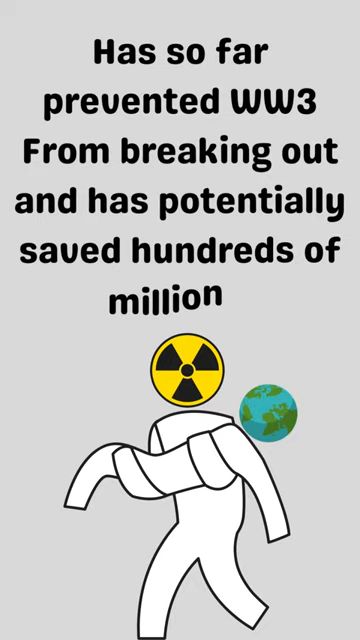 Has so far
prevented WW3
From breaking out
and has potentially
saved hundreds of
million